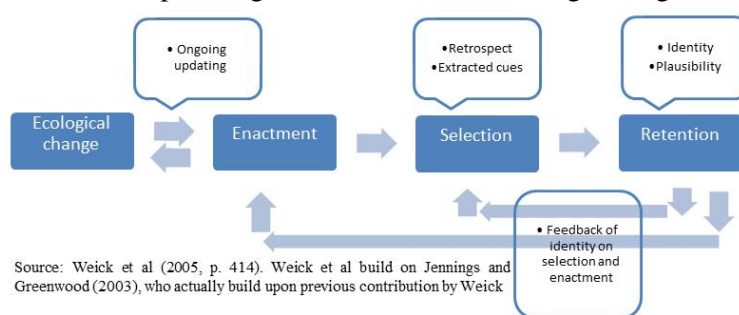 • Ongoing
updating
• Retrospect
• Extracted cues
• Identity
• Plausibility
Ecological
change
Enactment
Selection
Retention
• Feedback of
identity on
selection and
enactment
Source: Weick et al (2005, p. 414). Weick et al build on Jennings and
Greenwood (2003), who actually build upon previous contribution by Weick